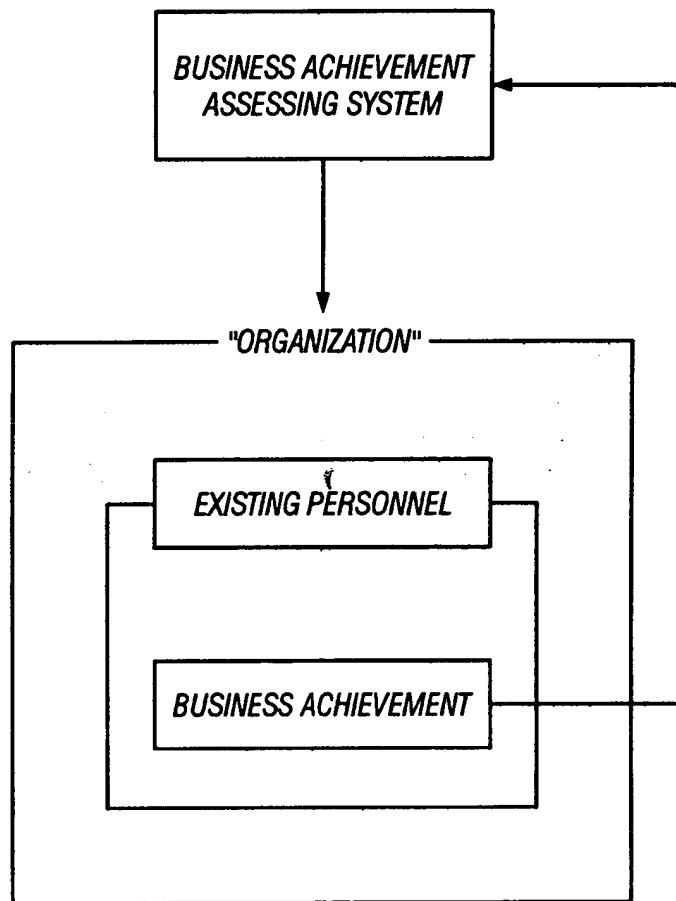 BUSINESS ACHIEVEMENT
ASSESSING SYSTEM
"ORGANIZATION"
EXISTING PERSONNEL
BUSINESS ACHIEVEMENT